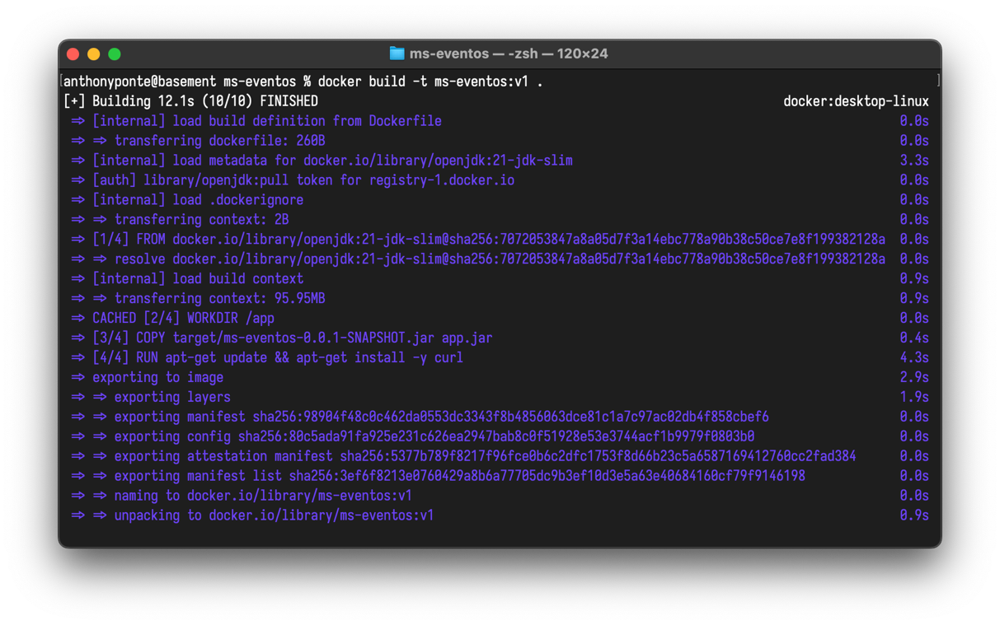 ms-eventos — -zsh — 120×24
[anthonyponte@basement ms-eventos % docker build -t ms-eventos:v1 . ]
[+] Building 12.1s (10/10) FINISHED docker:desktop-linux
=> [internal] load build definition from Dockerfile 0.0s
=> => transferring dockerfile: 260B 0.0s
=> [internal] load metadata for docker.io/library/openjdk:21-jdk-slim 3.3s
=> [auth] library/openjdk:pull token for registry-1.docker.io 0.0s
=> [internal] load .dockerignore 0.0s
=> => transferring context: 2B 0.0s
=> [1/4] FROM docker.io/library/openjdk:21-jdk-slim@sha256:7072053847a8a05d7f3a14ebc778a90b38c50ce7e8f199382128a 0.0s
=> => resolve docker.io/library/openjdk:21-jdk-slim@sha256:7072053847a8a05d7f3a14ebc778a90b38c50ce7e8f199382128a 0.0s
=> [internal] load build context 0.9s
=> => transferring context: 95.95MB 0.9s
=> CACHED [2/4] WORKDIR /app 0.0s
=> [3/4] COPY target/ms-eventos-0.0.1-SNAPSHOT.jar app.jar 0.4s
=> [4/4] RUN apt-get update && apt-get install -y curl 4.3s
=> exporting to image 2.9s
=> => exporting layers 1.9s
=> => exporting manifest sha256:98904f48c0c462da0553dc3343f8b4856063dce81c1a7c97ac02db4f858cbef6 0.0s
=> => exporting config sha256:80c5ada91fa925e231c626ea2947bab8c0f51928e53e3744acf1b9979f0803b0 0.0s
=> => exporting attestation manifest sha256:5377b789f8217f96fce0b6c2dfc1753f8d66b23c5a6587169412760cc2fad384 0.0s
=> => exporting manifest list sha256:3ef6f8213e0760429a8b6a77705dc9b3ef10d3e5a63e40684160cf79f9146198 0.0s
=> => naming to docker.io/library/ms-eventos:v1 0.0s
=> => unpacking to docker.io/library/ms-eventos:v1 0.9s